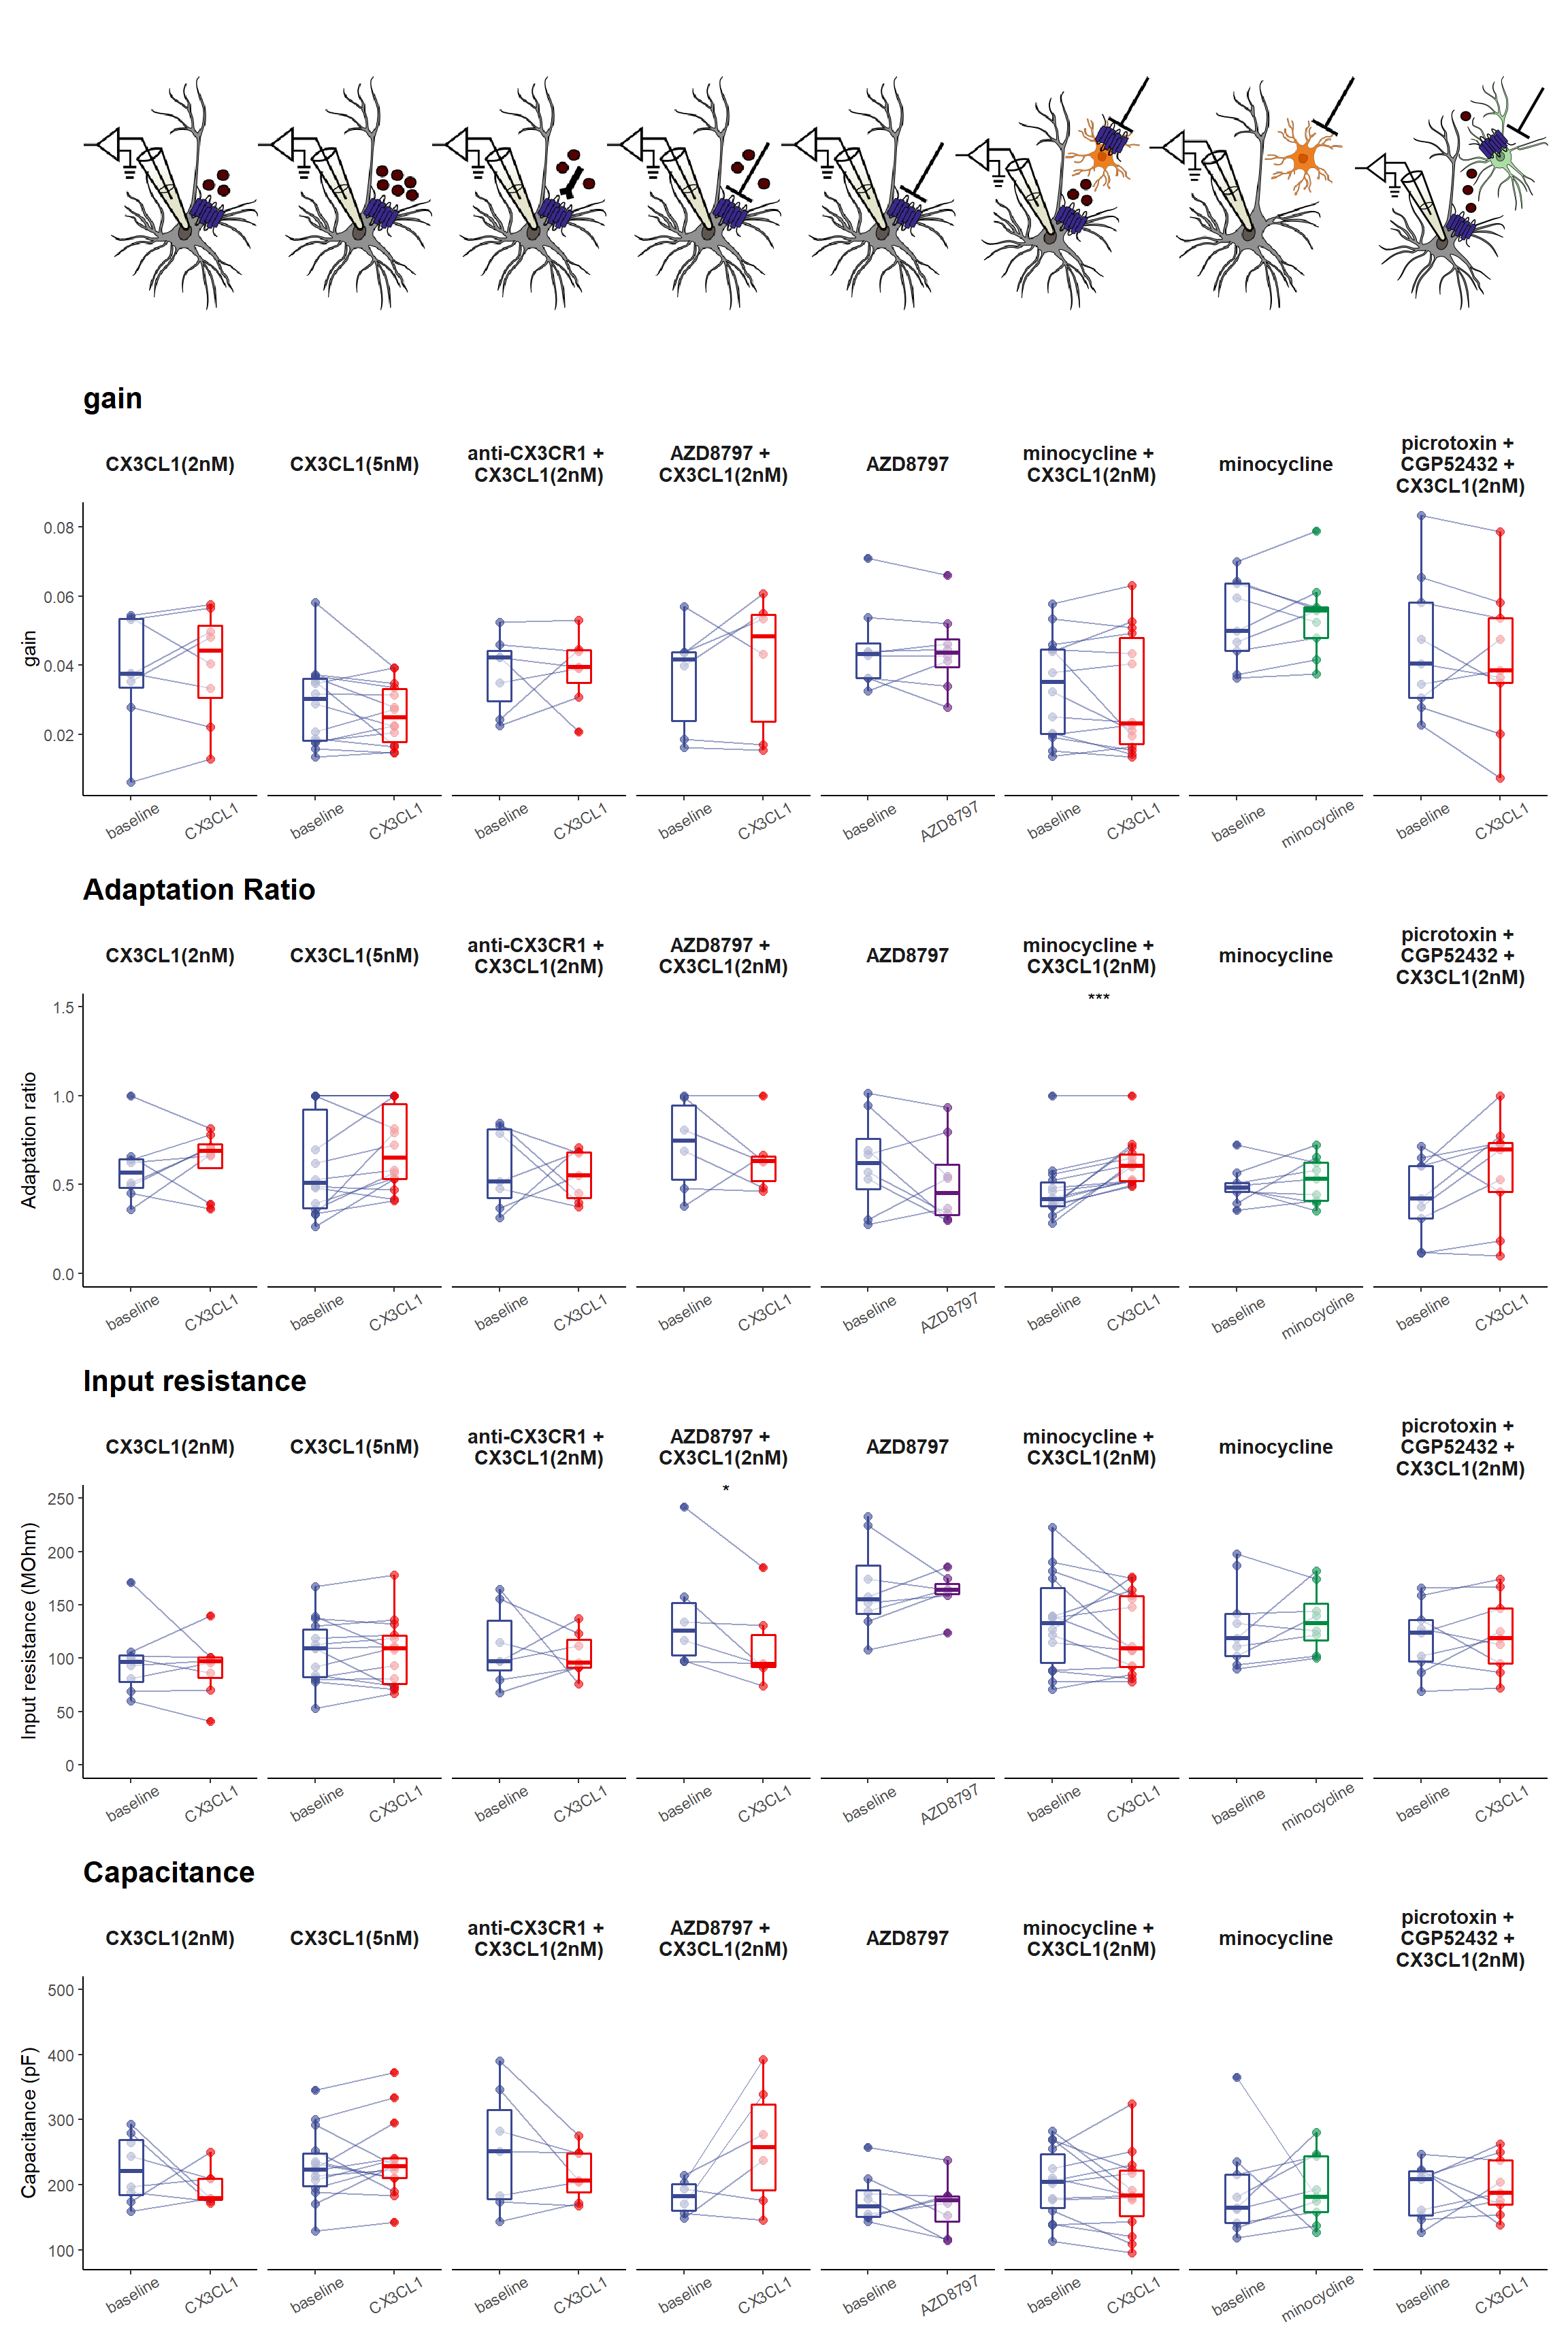 gain
CX3CL1(2nM)
CX3CL1(5nM)
anti-CX3CR1 +
CX3CL1(2nM)
AZD8797 +
CX3CL1(2nM)
AZD8797
minocycline +
CX3CL1(2nM)
minocycline
picrotoxin +
CGP52432 +
CX3CL1(2nM)
gain
0.08
0.06
0.04
0.02
baseline
CX3CL1
baseline
CX3CL1
baseline
CX3CL1
baseline
CX3CL1
baseline
AZD8797
baseline
CX3CL1
baseline
minocycline
baseline
CX3CL1
Adaptation Ratio
CX3CL1(2nM)
CX3CL1(5nM)
anti-CX3CR1 +
CX3CL1(2nM)
AZD8797 +
CX3CL1(2nM)
AZD8797
minocycline +
CX3CL1(2nM)
minocycline
picrotoxin +
CGP52432 +
CX3CL1(2nM)
***
Adaptation ratio
1.5
1.0
0.5
0.0
baseline
CX3CL1
baseline
CX3CL1
baseline
CX3CL1
baseline
CX3CL1
baseline
AZD8797
baseline
CX3CL1
baseline
minocycline
baseline
CX3CL1
Input resistance
CX3CL1(2nM)
CX3CL1(5nM)
anti-CX3CR1 +
CX3CL1(2nM)
AZD8797 +
CX3CL1(2nM)
AZD8797
minocycline +
CX3CL1(2nM)
minocycline
picrotoxin +
CGP52432 +
CX3CL1(2nM)
*
Input resistance (MOhm)
250
200
150
100
50
0
baseline
CX3CL1
baseline
CX3CL1
baseline
CX3CL1
baseline
CX3CL1
baseline
AZD8797
baseline
CX3CL1
baseline
minocycline
baseline
CX3CL1
Capacitance
CX3CL1(2nM)
CX3CL1(5nM)
anti-CX3CR1 +
CX3CL1(2nM)
AZD8797 +
CX3CL1(2nM)
AZD8797
minocycline +
CX3CL1(2nM)
minocycline
picrotoxin +
CGP52432 +
CX3CL1(2nM)
Capacitance (pF)
500
400
300
200
100
baseline
CX3CL1
baseline
CX3CL1
baseline
CX3CL1
baseline
CX3CL1
baseline
AZD8797
baseline
CX3CL1
baseline
minocycline
baseline
CX3CL1